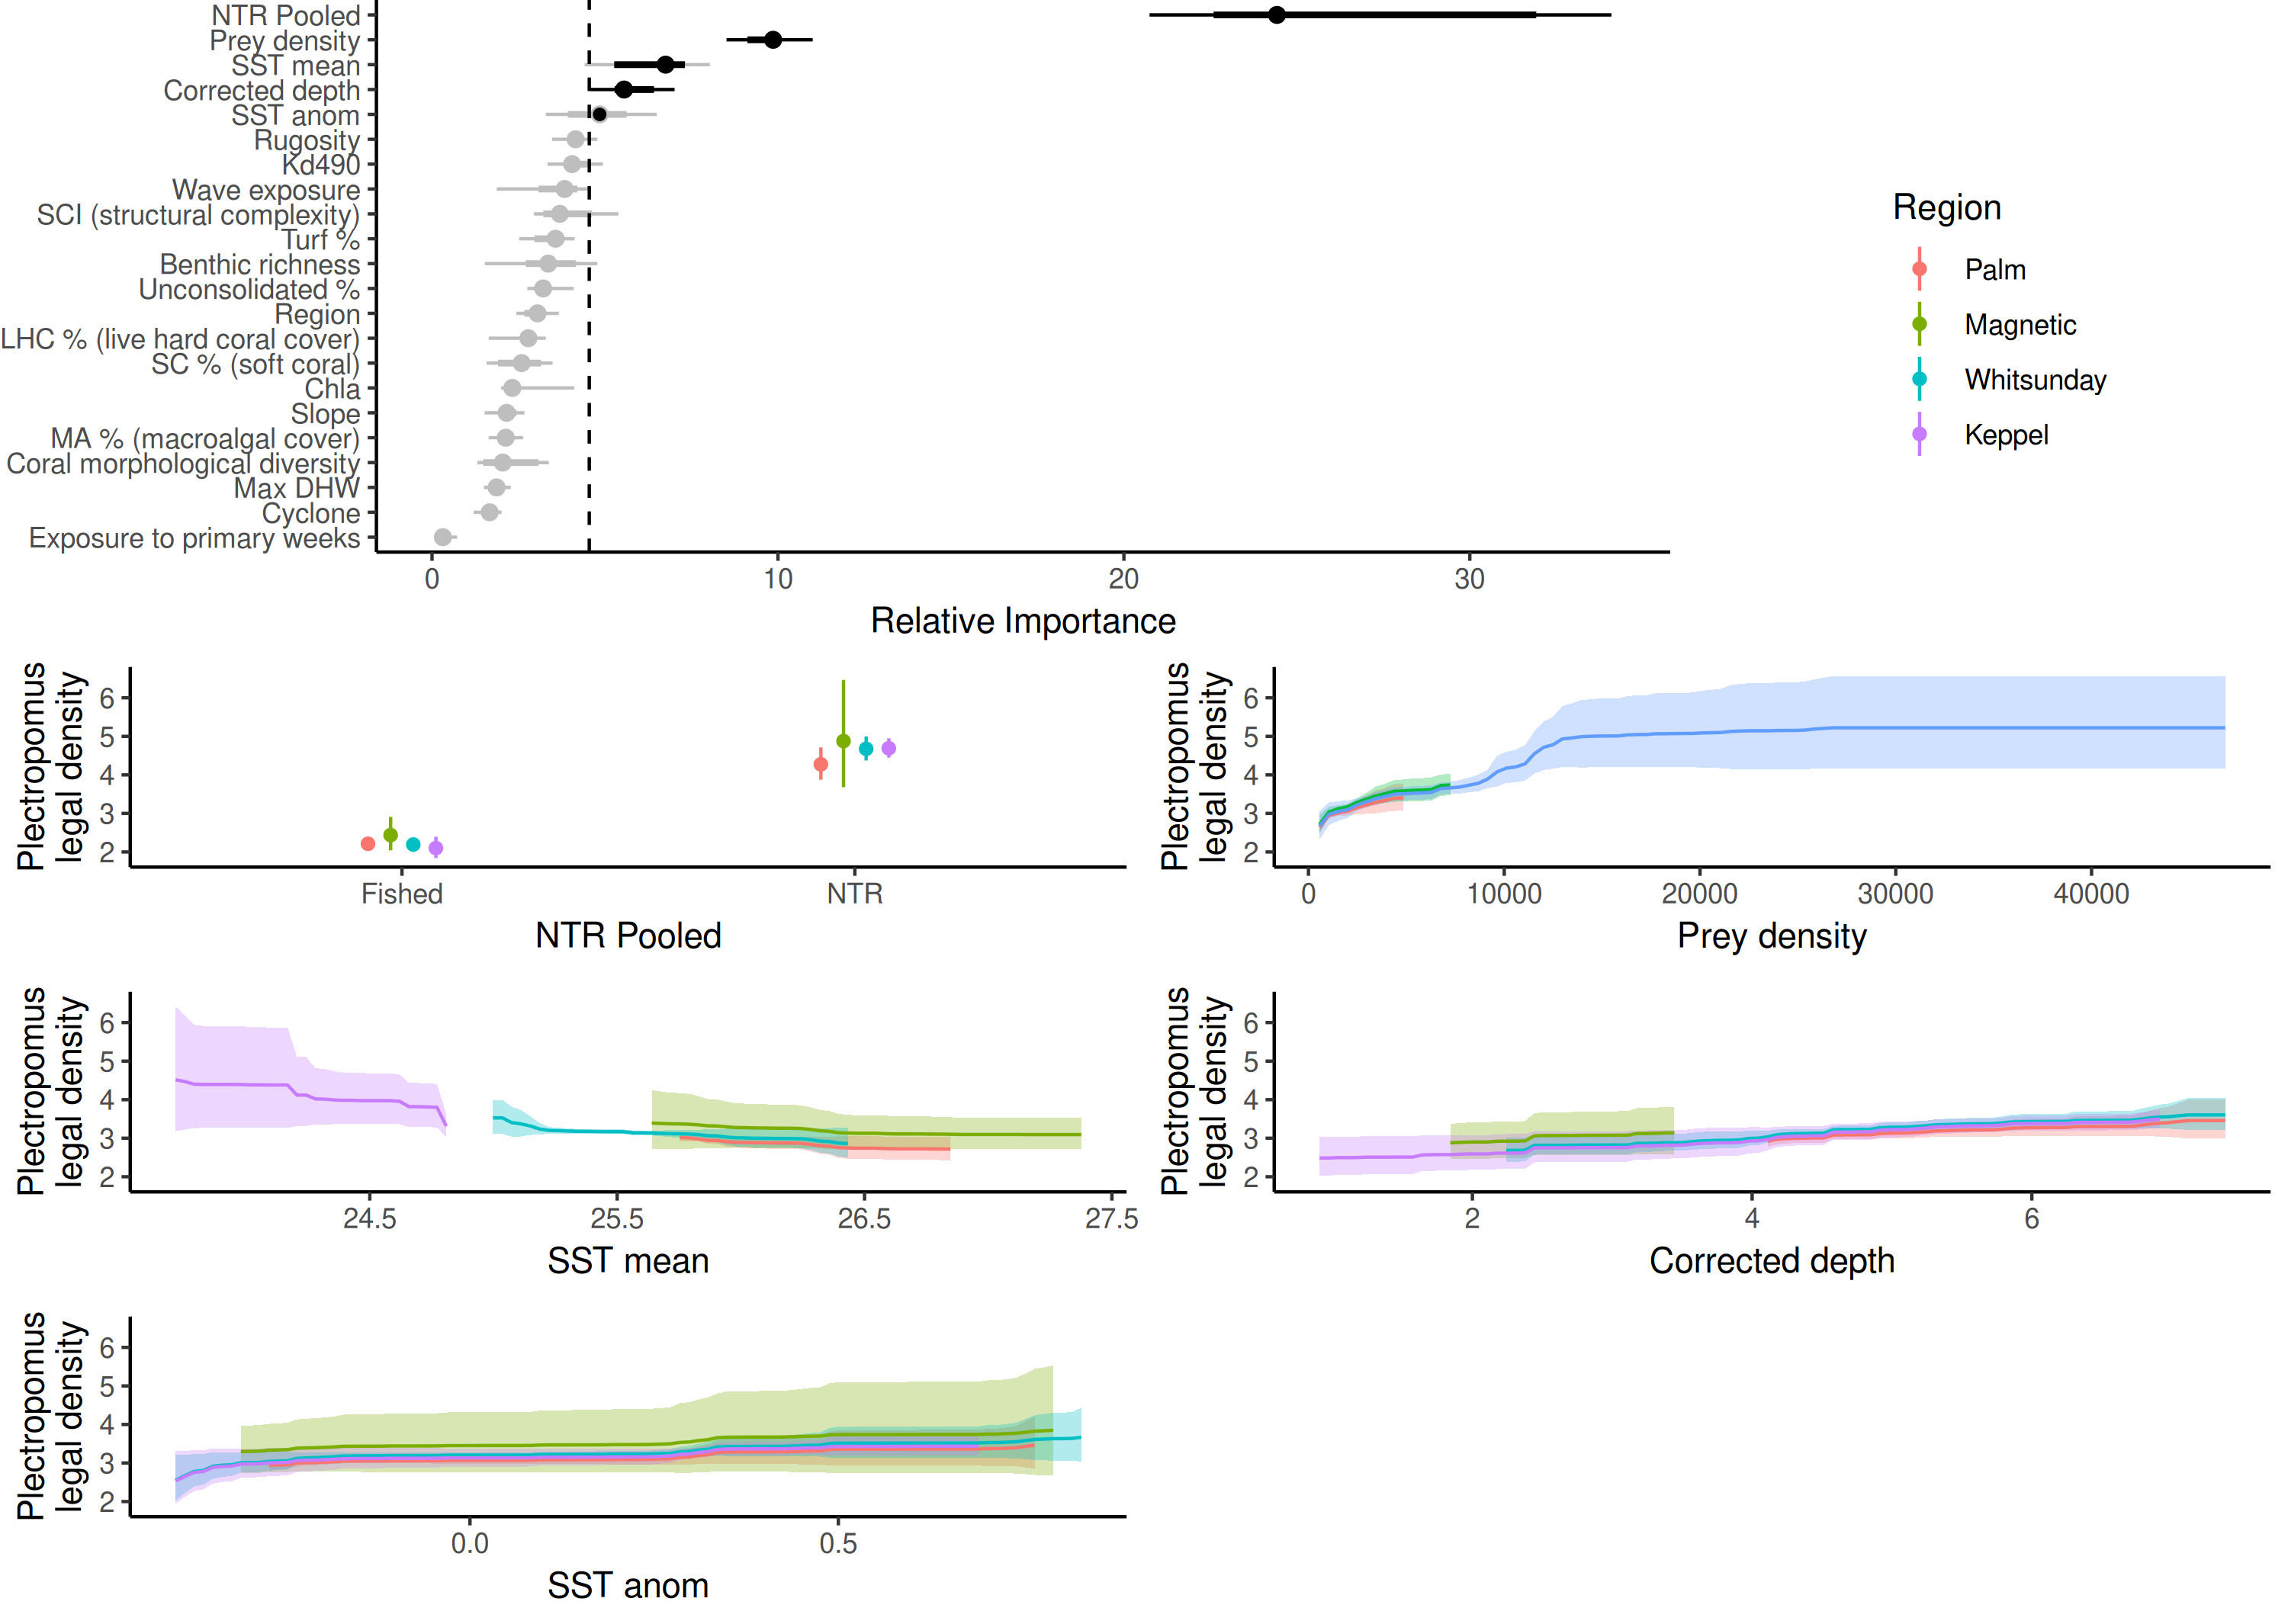 NTR Pooled
Prey density
SST mean
Corrected depth
SST anom
Rugosity
Kd490
Wave exposure
SCI (structural complexity)
Turf %
Benthic richness
Unconsolidated %
Region
LHC % (live hard coral cover)
SC % (soft coral)
Chla
Slope
MA % (macroalgal cover)
Coral morphological diversity
Max DHW
Cyclone
Exposure to primary weeks
0 10 20 30
Relative Importance
Region
Palm
Magnetic
Whitsunday
Keppel
Plectropomus
legal density
6
5
4
3
2
Fished NTR
NTR Pooled
Plectropomus
legal density
6
5
4
3
2
0 10000 20000 30000 40000
Prey density
Plectropomus
legal density
6
5
4
3
2
24.5 25.5 26.5 27.5
SST mean
Plectropomus
legal density
6
5
4
3
2
2 4 6
Corrected depth
Plectropomus
legal density
6
5
4
3
2
0.0 0.5
SST anom